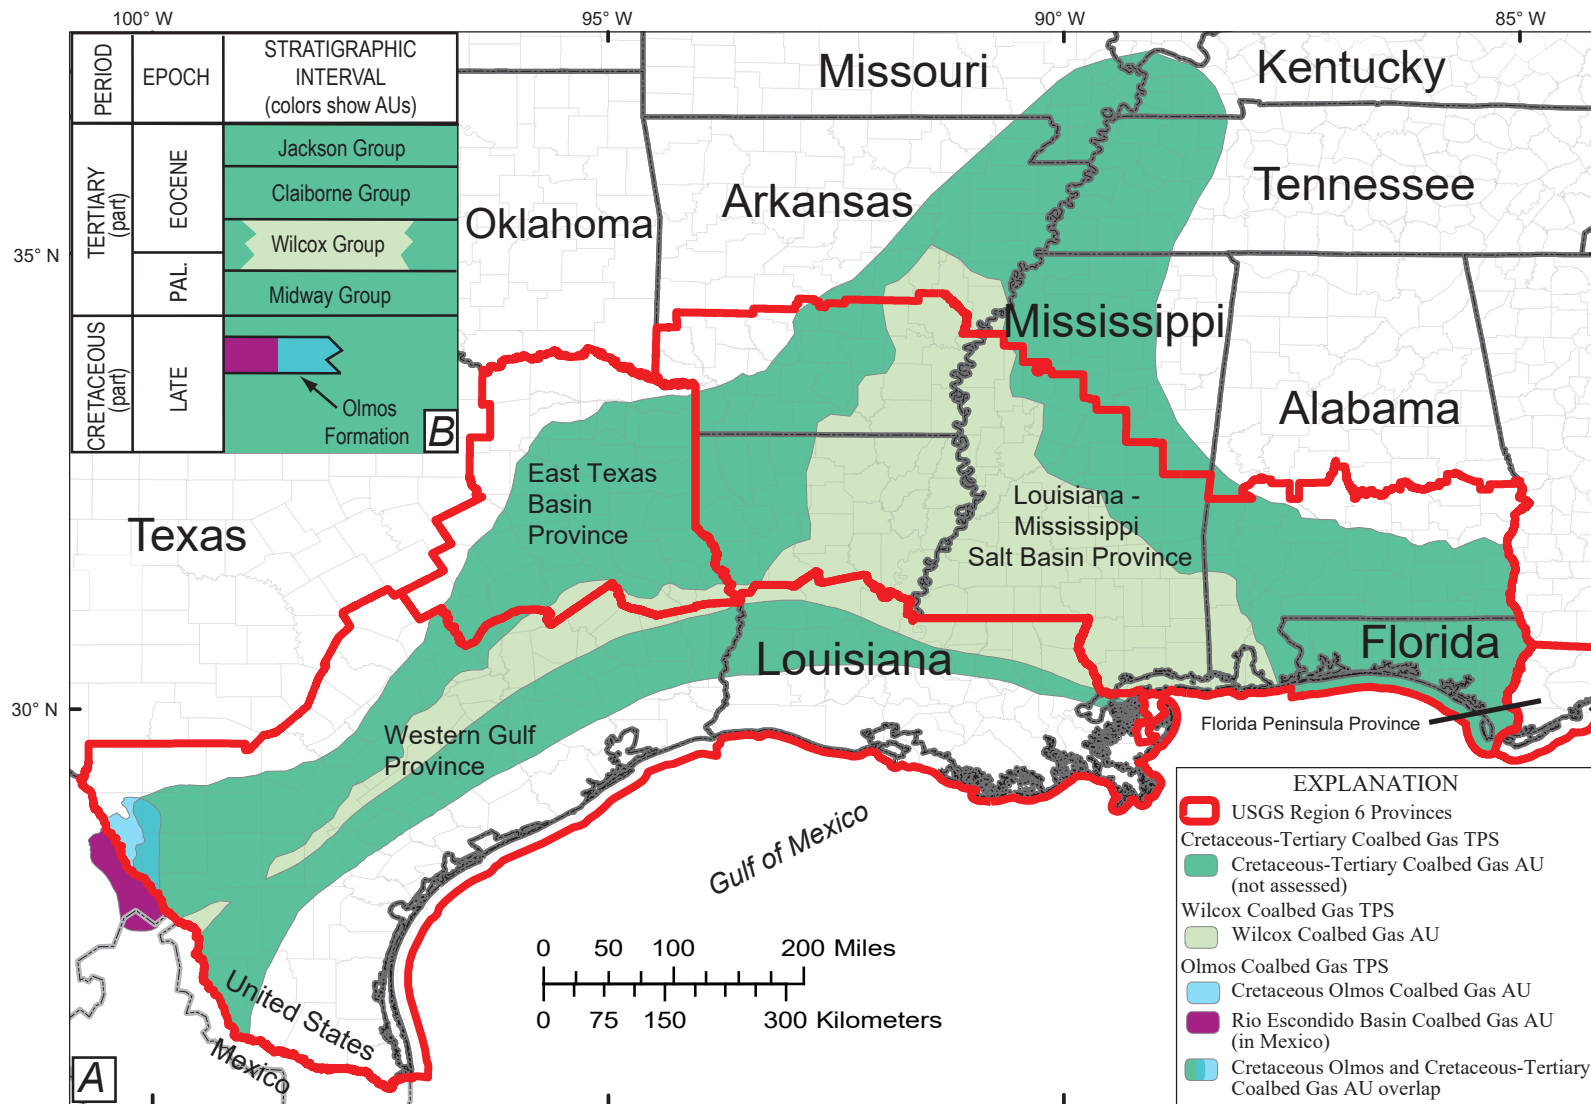 100° W
95° W
90° W
85° W
35° N
30° N
PERIOD
EPOCH
STRATIGRAPHIC
INTERVAL
(colors show AUs)
TERTIARY
(part)
EOCENE
PAL.
CRETACEOUS
(part)
LATE
Jackson Group
Claiborne Group
Wilcox Group
Midway Group
Olmos
Formation
B
Missouri
Kentucky
Oklahoma
Arkansas
Tennessee
Mississippi
Alabama
Texas
East Texas
Basin
Province
Louisiana -
Mississippi
Salt Basin Province
Louisiana
Florida
Western Gulf
Province
Florida Peninsula Province
Gulf of Mexico
United States
Mexico
0 50 100 200 Miles
0 75 150 300 Kilometers
A
EXPLANATION
USGS Region 6 Provinces
Cretaceous-Tertiary Coalbed Gas TPS
Cretaceous-Tertiary Coalbed Gas AU
(not assessed)
Wilcox Coalbed Gas TPS
Wilcox Coalbed Gas AU
Olmos Coalbed Gas TPS
Cretaceous Olmos Coalbed Gas AU
Rio Escondido Basin Coalbed Gas AU
(in Mexico)
Cretaceous Olmos and Cretaceous-Tertiary
Coalbed Gas AU overlap